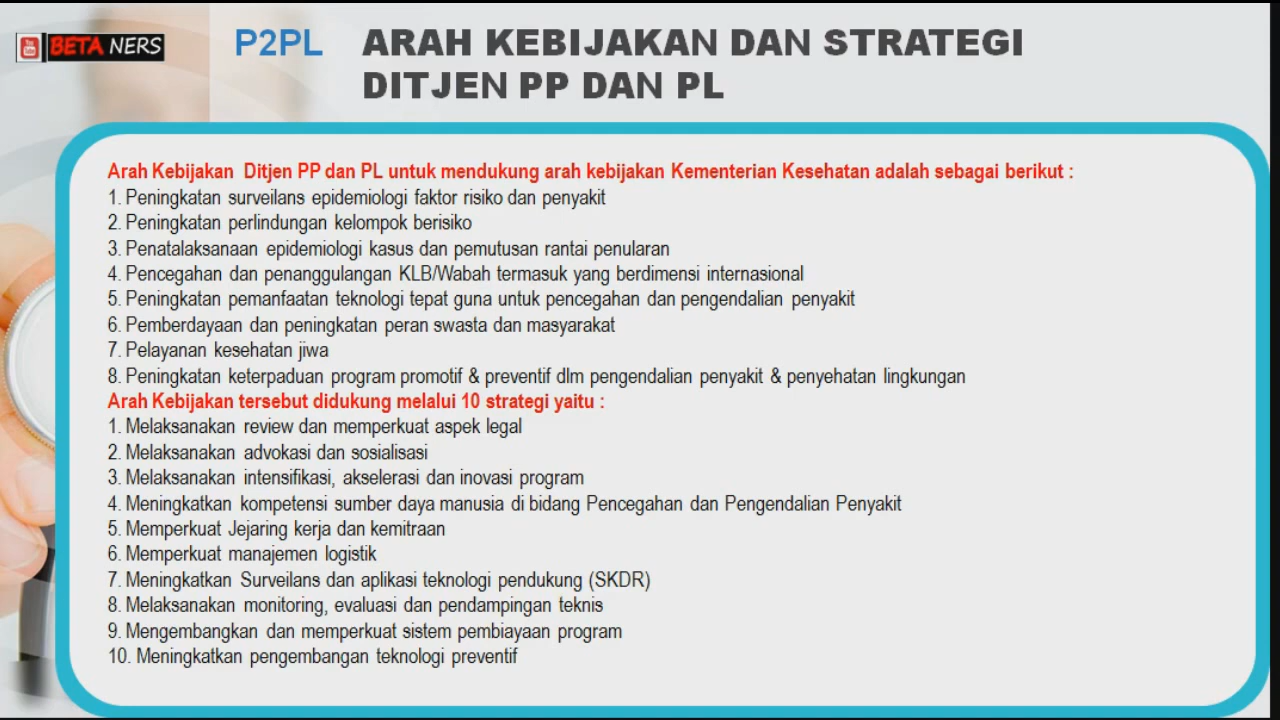 You Tube
BETA NERS
P2PL ARAH KEBIJAKAN DAN STRATEGI
DITJEN PP DAN PL
Arah Kebijakan Ditjen PP dan PL untuk mendukung arah kebijakan Kementerian Kesehatan adalah sebagai berikut :
1. Peningkatan surveilans epidemiologi faktor risiko dan penyakit
2. Peningkatan perlindungan kelompok berisiko
3. Penatalaksanaan epidemiologi kasus dan pemutusan rantai penularan
4. Pencegahan dan penanggulangan KLB/Wabah termasuk yang berdimensi internasional
5. Peningkatan pemanfaatan teknologi tepat guna untuk pencegahan dan pengendalian penyakit
6. Pemberdayaan dan peningkatan peran swasta dan masyarakat
7. Pelayanan kesehatan jiwa
8. Peningkatan keterpaduan program promotif & preventif dlm pengendalian penyakit & penyehatan lingkungan
Arah Kebijakan tersebut didukung melalui 10 strategi yaitu :
1. Melaksanakan review dan memperkuat aspek legal
2. Melaksanakan advokasi dan sosialisasi
3. Melaksanakan intensifikasi, akselerasi dan inovasi program
4. Meningkatkan kompetensi sumber daya manusia di bidang Pencegahan dan Pengendalian Penyakit
5. Memperkuat Jejaring kerja dan kemitraan
6. Memperkuat manajemen logistik
7. Meningkatkan Surveilans dan aplikasi teknologi pendukung (SKDR)
8. Melaksanakan monitoring, evaluasi dan pendampingan teknis
9. Mengembangkan dan memperkuat sistem pembiayaan program
10. Meningkatkan pengembangan teknologi preventif